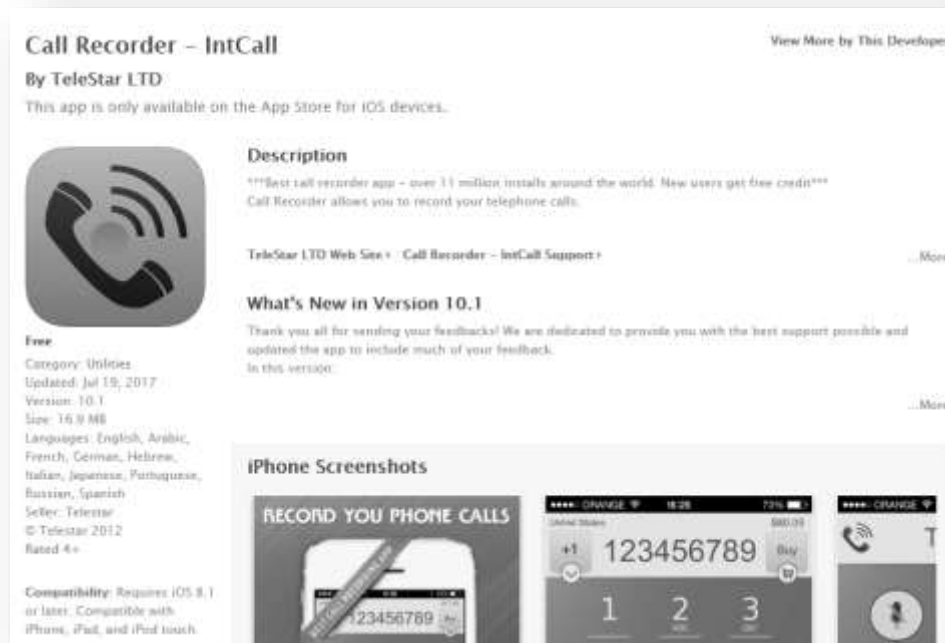 Call Recorder – IntCall
View More by This Develope
By TeleStar LTD
This app is only available on the App Store for iOS devices.
Description
***Best call recorder app – over 11 million installs around the world. New users get free credit***
Call Recorder allows you to record your telephone calls.
TeleStar LTD Web Site › Call Recorder – IntCall Support ›
...More
What's New in Version 10.1
Thank you all for sending your feedbacks! We are dedicated to provide you with the best support possible and
updated the app to include much of your feedback.
In this version:
...More
Free
Category: Utilities
Updated: Jul 19, 2017
Version: 10.1
Size: 16.9 MB
Languages: English, Arabic,
French, German, Hebrew,
Italian, Japanese, Portuguese,
Russian, Spanish
Seller: Telestar
© Telestar 2012
Rated 4+
Compatibility: Requires iOS 8.1
or later. Compatible with
iPhone, iPad, and iPod touch.
iPhone Screenshots
RECORD YOU PHONE CALLS
123456789
ORANGE 16:26 73%
United States
+1 123456789 Buy
1 2 3
ORANGE
T